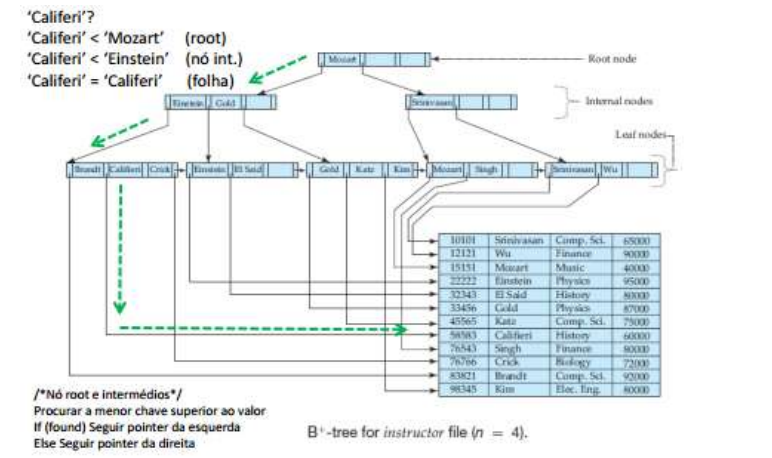 'Califeri'?
'Califeri' < 'Mozart' (root)
'Califeri' < 'Einstein' (nó int.)
'Califeri' = 'Califeri' (folha)
Mozart
Root node
Einstein Gold
Srinivasan
Internal nodes
Leaf nodes
Brandt Califieri Crick Einstein El Said Gold Katz Kim Mozart Singh Srinivasan Wu
10101 Srinivasan Comp. Sci. 65000
12121 Wu Finance 90000
15151 Mozart Music 40000
22222 Einstein Physics 95000
32343 El Said History 80000
33456 Gold Physics 87000
45565 Katz Comp. Sci. 75000
58583 Califieri History 60000
76543 Singh Finance 80000
76766 Crick Biology 72000
83821 Brandt Comp. Sci. 92000
98345 Kim Elec. Eng. 80000
/*Nó root e intermédios*/
Procurar a menor chave superior ao valor
If (found) Seguir pointer da esquerda
Else Seguir pointer da direita
B⁺-tree for instructor file (n = 4).